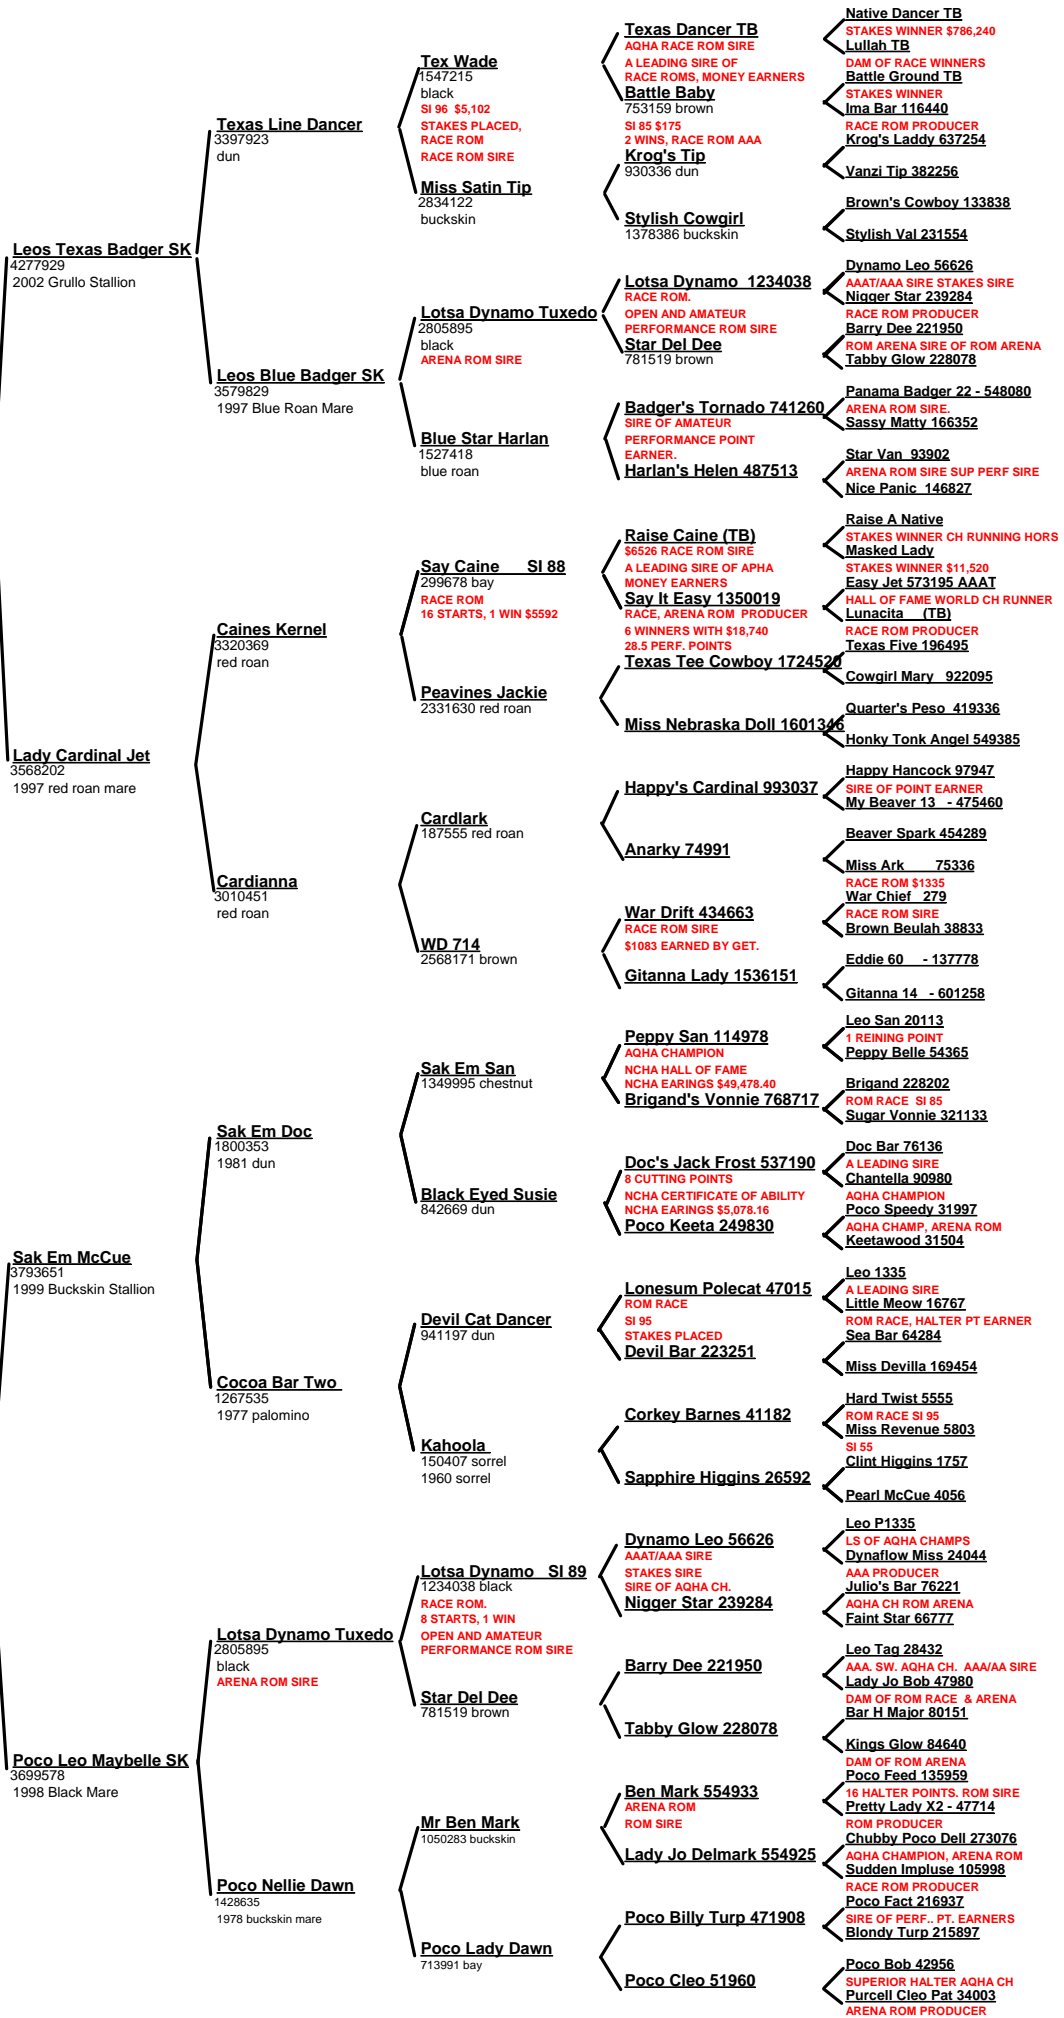 Leos Texas Badger SK
4277929
2002 Grullo Stallion
Lady Cardinal Jet
3568202
1997 red roan mare
Sak Em McCue
3793651
1999 Buckskin Stallion
Poco Leo Maybelle SK
3699578
1998 Black Mare
Texas Line Dancer
3397923
dun
Leos Blue Badger SK
3579829
1997 Blue Roan Mare
Caines Kernel
3320369
red roan
Cardianna
3010451
red roan
Sak Em Doc
1800353
1981 dun
Cocoa Bar Two
1267535
1977 palomino
Lotsa Dynamo Tuxedo
2805895
black
ARENA ROM SIRE
Poco Nellie Dawn
1428635
1978 buckskin mare
Tex Wade
1547215
black
SI 96 $5,102
STAKES PLACED,
RACE ROM
RACE ROM SIRE
Miss Satin Tip
2834122
buckskin
Lotsa Dynamo Tuxedo
2805895
black
ARENA ROM SIRE
Blue Star Harlan
1527418
blue roan
Say Caine SI 88
299678 bay
RACE ROM
16 STARTS, 1 WIN $5592
Peavines Jackie
2331630 red roan
Cardlark
187555 red roan
WD 714
2568171 brown
Sak Em San
1349995 chestnut
Black Eyed Susie
842669 dun
Devil Cat Dancer
941197 dun
Kahoola
150407 sorrel
1960 sorrel
Lotsa Dynamo SI 89
1234038 black
RACE ROM.
8 STARTS, 1 WIN
OPEN AND AMATEUR
PERFORMANCE ROM SIRE
Star Del Dee
781519 brown
Mr Ben Mark
1050283 buckskin
Poco Lady Dawn
713991 bay
Texas Dancer TB
AQHA RACE ROM SIRE
A LEADING SIRE OF
RACE ROMS, MONEY EARNERS
Battle Baby
753159 brown
SI 85 $175
2 WINS, RACE ROM AAA
Krog's Tip
930336 dun
Stylish Cowgirl
1378386 buckskin
Lotsa Dynamo 1234038
RACE ROM.
OPEN AND AMATEUR
PERFORMANCE ROM SIRE
Star Del Dee
781519 brown
Badger's Tornado 741260
SIRE OF AMATEUR
PERFORMANCE POINT
EARNER.
Harlan's Helen 487513
Raise Caine (TB)
$6526 RACE ROM SIRE
A LEADING SIRE OF APHA
MONEY EARNERS
Say It Easy 1350019
RACE, ARENA ROM PRODUCER
6 WINNERS WITH $18,740
28.5 PERF. POINTS
Texas Tee Cowboy 1724520
Miss Nebraska Doll 1601346
Happy's Cardinal 993037
Anarky 74991
War Drift 434663
RACE ROM SIRE
$1083 EARNED BY GET.
Gitanna Lady 1536151
Peppy San 114978
AQHA CHAMPION
NCHA HALL OF FAME
NCHA EARINGS $49,478.40
Brigand's Vonnie 768717
Doc's Jack Frost 537190
8 CUTTING POINTS
NCHA CERTIFICATE OF ABILITY
NCHA EARINGS $5,078.16
Poco Keeta 249830
Lonesum Polecat 47015
ROM RACE
SI 95
STAKES PLACED
Devil Bar 223251
Corkey Barnes 41182
Sapphire Higgins 26592
Dynamo Leo 56626
AAAT/AAA SIRE
STAKES SIRE
SIRE OF AQHA CH.
Nigger Star 239284
Barry Dee 221950
Tabby Glow 228078
Ben Mark 554933
ARENA ROM
ROM SIRE
Lady Jo Delmark 554925
Poco Billy Turp 471908
Poco Cleo 51960
Native Dancer TB
STAKES WINNER $786,240
Lullah TB
DAM OF RACE WINNERS
Battle Ground TB
STAKES WINNER
Ima Bar 116440
RACE ROM PRODUCER
Krog's Laddy 637254
Vanzi Tip 382256
Brown's Cowboy 133838
Stylish Val 231554
Dynamo Leo 56626
AAAT/AAA SIRE STAKES SIRE
Nigger Star 239284
RACE ROM PRODUCER
Barry Dee 221950
ROM ARENA SIRE OF ROM ARENA
Tabby Glow 228078
Panama Badger 22 - 548080
ARENA ROM SIRE.
Sassy Matty 166352
Star Van 93902
ARENA ROM SIRE SUP PERF SIRE
Nice Panic 146827
Raise A Native
STAKES WINNER CH RUNNING HORS
Masked Lady
STAKES WINNER $11,520
Easy Jet 573195 AAAT
HALL OF FAME WORLD CH RUNNER
Lunacita (TB)
RACE ROM PRODUCER
Texas Five 196495
Cowgirl Mary 922095
Quarter's Peso 419336
Honky Tonk Angel 549385
Happy Hancock 97947
SIRE OF POINT EARNER
My Beaver 13 - 475460
Beaver Spark 454289
Miss Ark 75336
RACE ROM $1335
War Chief 279
RACE ROM SIRE
Brown Beulah 38833
Eddie 60 - 137778
Gitanna 14 - 601258
Leo San 20113
1 REINING POINT
Peppy Belle 54365
Brigand 228202
ROM RACE SI 85
Sugar Vonnie 321133
Doc Bar 76136
A LEADING SIRE
Chantella 90980
AQHA CHAMPION
Poco Speedy 31997
AQHA CHAMP, ARENA ROM
Keetawood 31504
Leo 1335
A LEADING SIRE
Little Meow 16767
ROM RACE, HALTER PT EARNER
Sea Bar 64284
Miss Devilla 169454
Hard Twist 5555
ROM RACE SI 95
Miss Revenue 5803
SI 55
Clint Higgins 1757
Pearl McCue 4056
Leo P1335
LS OF AQHA CHAMPS
Dynaflow Miss 24044
AAA PRODUCER
Julio's Bar 76221
AQHA CH ROM ARENA
Faint Star 66777
Leo Tag 28432
AAA. SW. AQHA CH. AAA/AA SIRE
Lady Jo Bob 47980
DAM OF ROM RACE & ARENA
Bar H Major 80151
Kings Glow 84640
DAM OF ROM ARENA
Poco Feed 135959
16 HALTER POINTS. ROM SIRE
Pretty Lady X2 - 47714
ROM PRODUCER
Chubby Poco Dell 273076
AQHA CHAMPION, ARENA ROM
Sudden Impluse 105998
RACE ROM PRODUCER
Poco Fact 216937
SIRE OF PERF.. PT. EARNERS
Blondy Turp 215897
Poco Bob 42956
SUPERIOR HALTER AQHA CH
Purcell Cleo Pat 34003
ARENA ROM PRODUCER